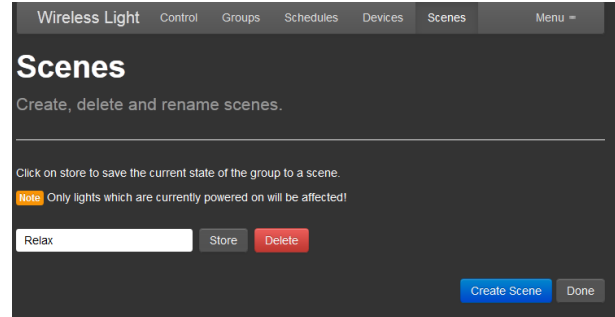 Wireless Light Control Groups Schedules Devices Scenes Menu
Scenes
Create, delete and rename scenes.
Click on store to save the current state of the group to a scene.
Note Only lights which are currently powered on will be affected!
Relax Store Delete
Create Scene Done